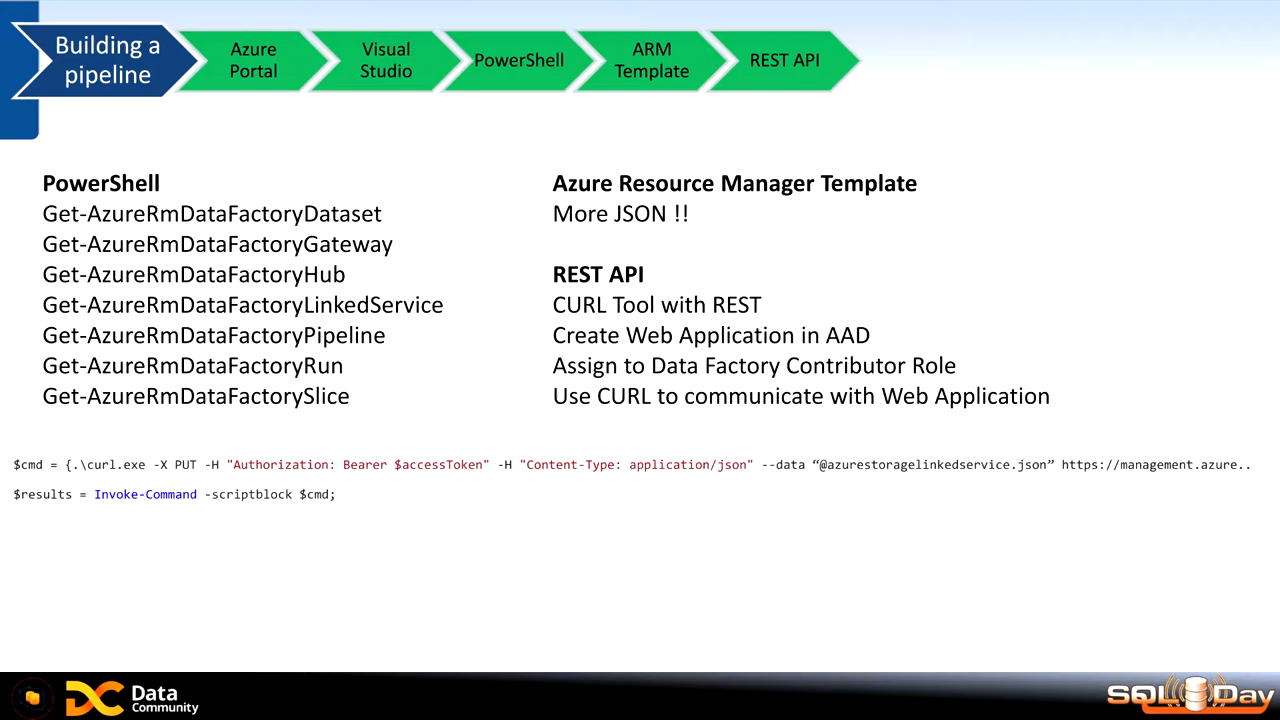 Building a
pipeline
Azure
Portal
Visual
Studio
PowerShell
ARM
Template
REST API
PowerShell
Get-AzureRmDataFactoryDataset
Get-AzureRmDataFactoryGateway
Get-AzureRmDataFactoryHub
Get-AzureRmDataFactoryLinkedService
Get-AzureRmDataFactoryPipeline
Get-AzureRmDataFactoryRun
Get-AzureRmDataFactorySlice
Azure Resource Manager Template
More JSON !!
REST API
CURL Tool with REST
Create Web Application in AAD
Assign to Data Factory Contributor Role
Use CURL to communicate with Web Application
$cmd = {.\curl.exe -X PUT -H "Authorization: Bearer $accessToken" -H "Content-Type: application/json" --data “@azurestoragelinkedservice.json” https://management.azure..
$results = Invoke-Command -scriptblock $cmd;
DC Data
Community
SQL Day